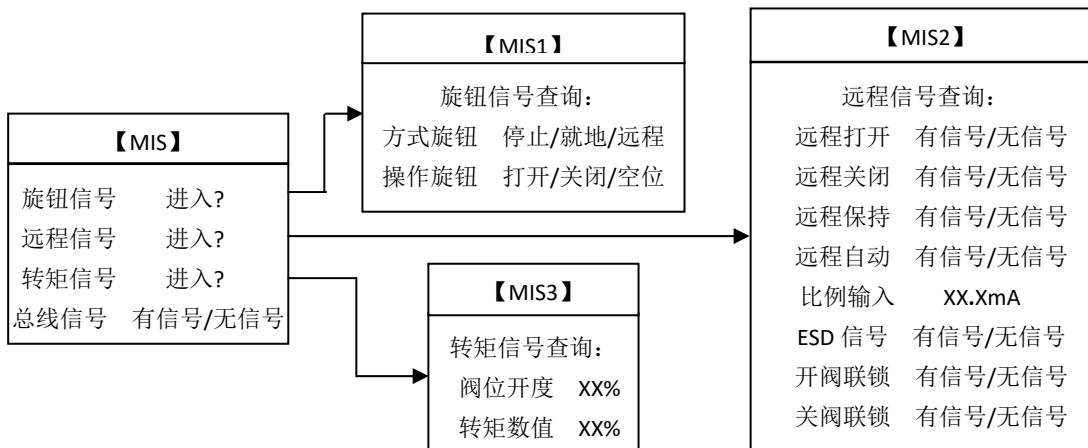 【MIS】
旋钮信号 进入?
远程信号 进入?
转矩信号 进入?
总线信号 有信号/无信号
【MIS1】
旋钮信号查询:
方式旋钮 停止/就地/远程
操作旋钮 打开/关闭/空位
【MIS3】
转矩信号查询:
阀位开度 XX%
转矩数值 XX%
【MIS2】
远程信号查询:
远程打开 有信号/无信号
远程关闭 有信号/无信号
远程保持 有信号/无信号
远程自动 有信号/无信号
比例输入 XX.XmA
ESD 信号 有信号/无信号
开阀联锁 有信号/无信号
关阀联锁 有信号/无信号